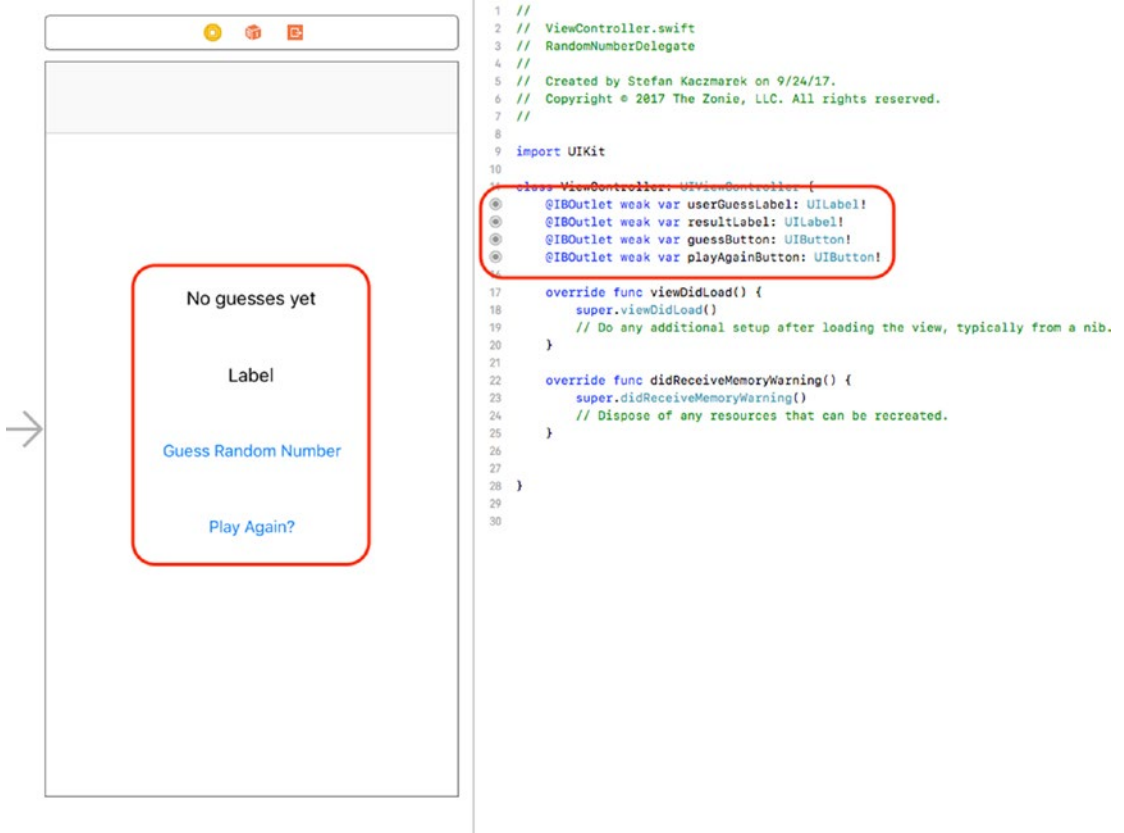 No guesses yet
Label
Guess Random Number
Play Again?
1 //
2 // ViewController.swift
3 // RandomNumberDelegate
4 //
5 // Created by Stefan Kaczmarek on 9/24/17.
6 // Copyright © 2017 The Zonie, LLC. All rights reserved.
7 //
8
9 import UIKit
10
11 class ViewController: UIViewController {
@IBOutlet weak var userGuessLabel: UILabel!
@IBOutlet weak var resultLabel: UILabel!
@IBOutlet weak var guessButton: UIButton!
@IBOutlet weak var playAgainButton: UIButton!
16
17 override func viewDidLoad() {
18 super.viewDidLoad()
19 // Do any additional setup after loading the view, typically from a nib.
20 }
21
22 override func didReceiveMemoryWarning() {
23 super.didReceiveMemoryWarning()
24 // Dispose of any resources that can be recreated.
25 }
26
27
28 }
29
30